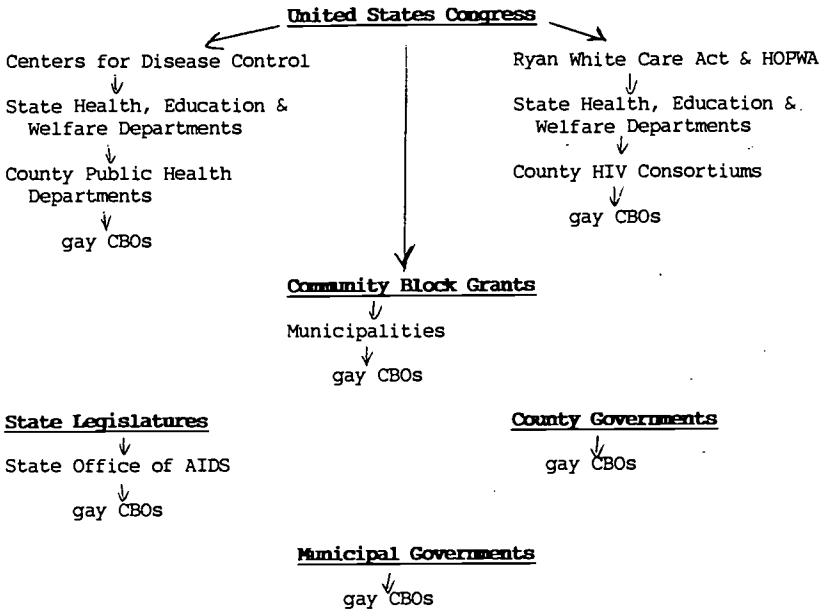 United States Congress
Centers for Disease Control
State Health, Education &
Welfare Departments
County Public Health
Departments
gay CBOs
Ryan White Care Act & HOPWA
State Health, Education &
Welfare Departments
County HIV Consortiums
gay CBOs
Community Block Grants
Municipalities
gay CBOs
State Legislatures
State Office of AIDS
gay CBOs
County Governments
gay CBOs
Municipal Governments
gay CBOs